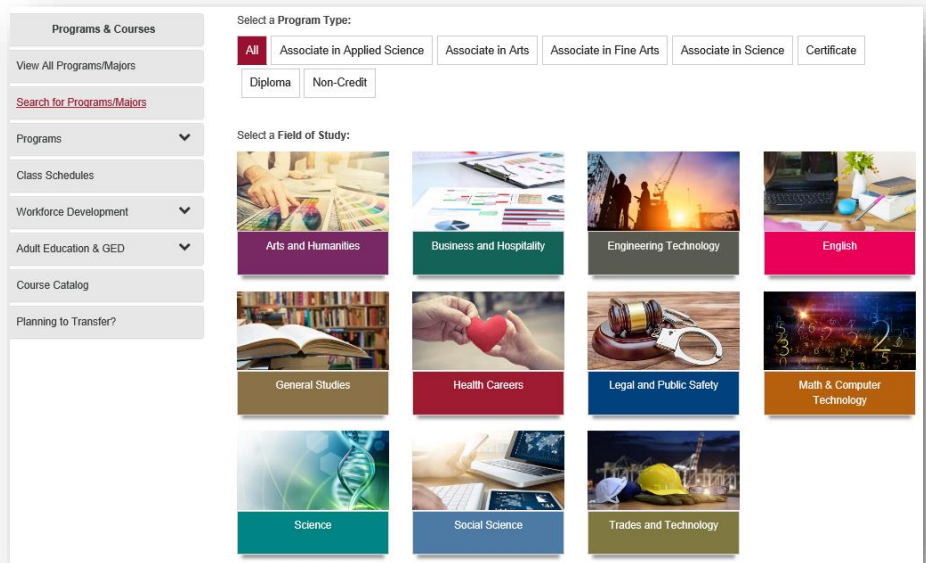 Programs & Courses
View All Programs/Majors
Search for Programs/Majors
Programs
Class Schedules
Workforce Development
Adult Education & GED
Course Catalog
Planning to Transfer?
Select a Program Type:
All Associate in Applied Science Associate in Arts Associate in Fine Arts Associate in Science Certificate
Diploma Non-Credit
Select a Field of Study:
Arts and Humanities Business and Hospitality Engineering Technology English
General Studies Health Careers Legal and Public Safety Math & Computer
Technology
Science Social Science Trades and Technology